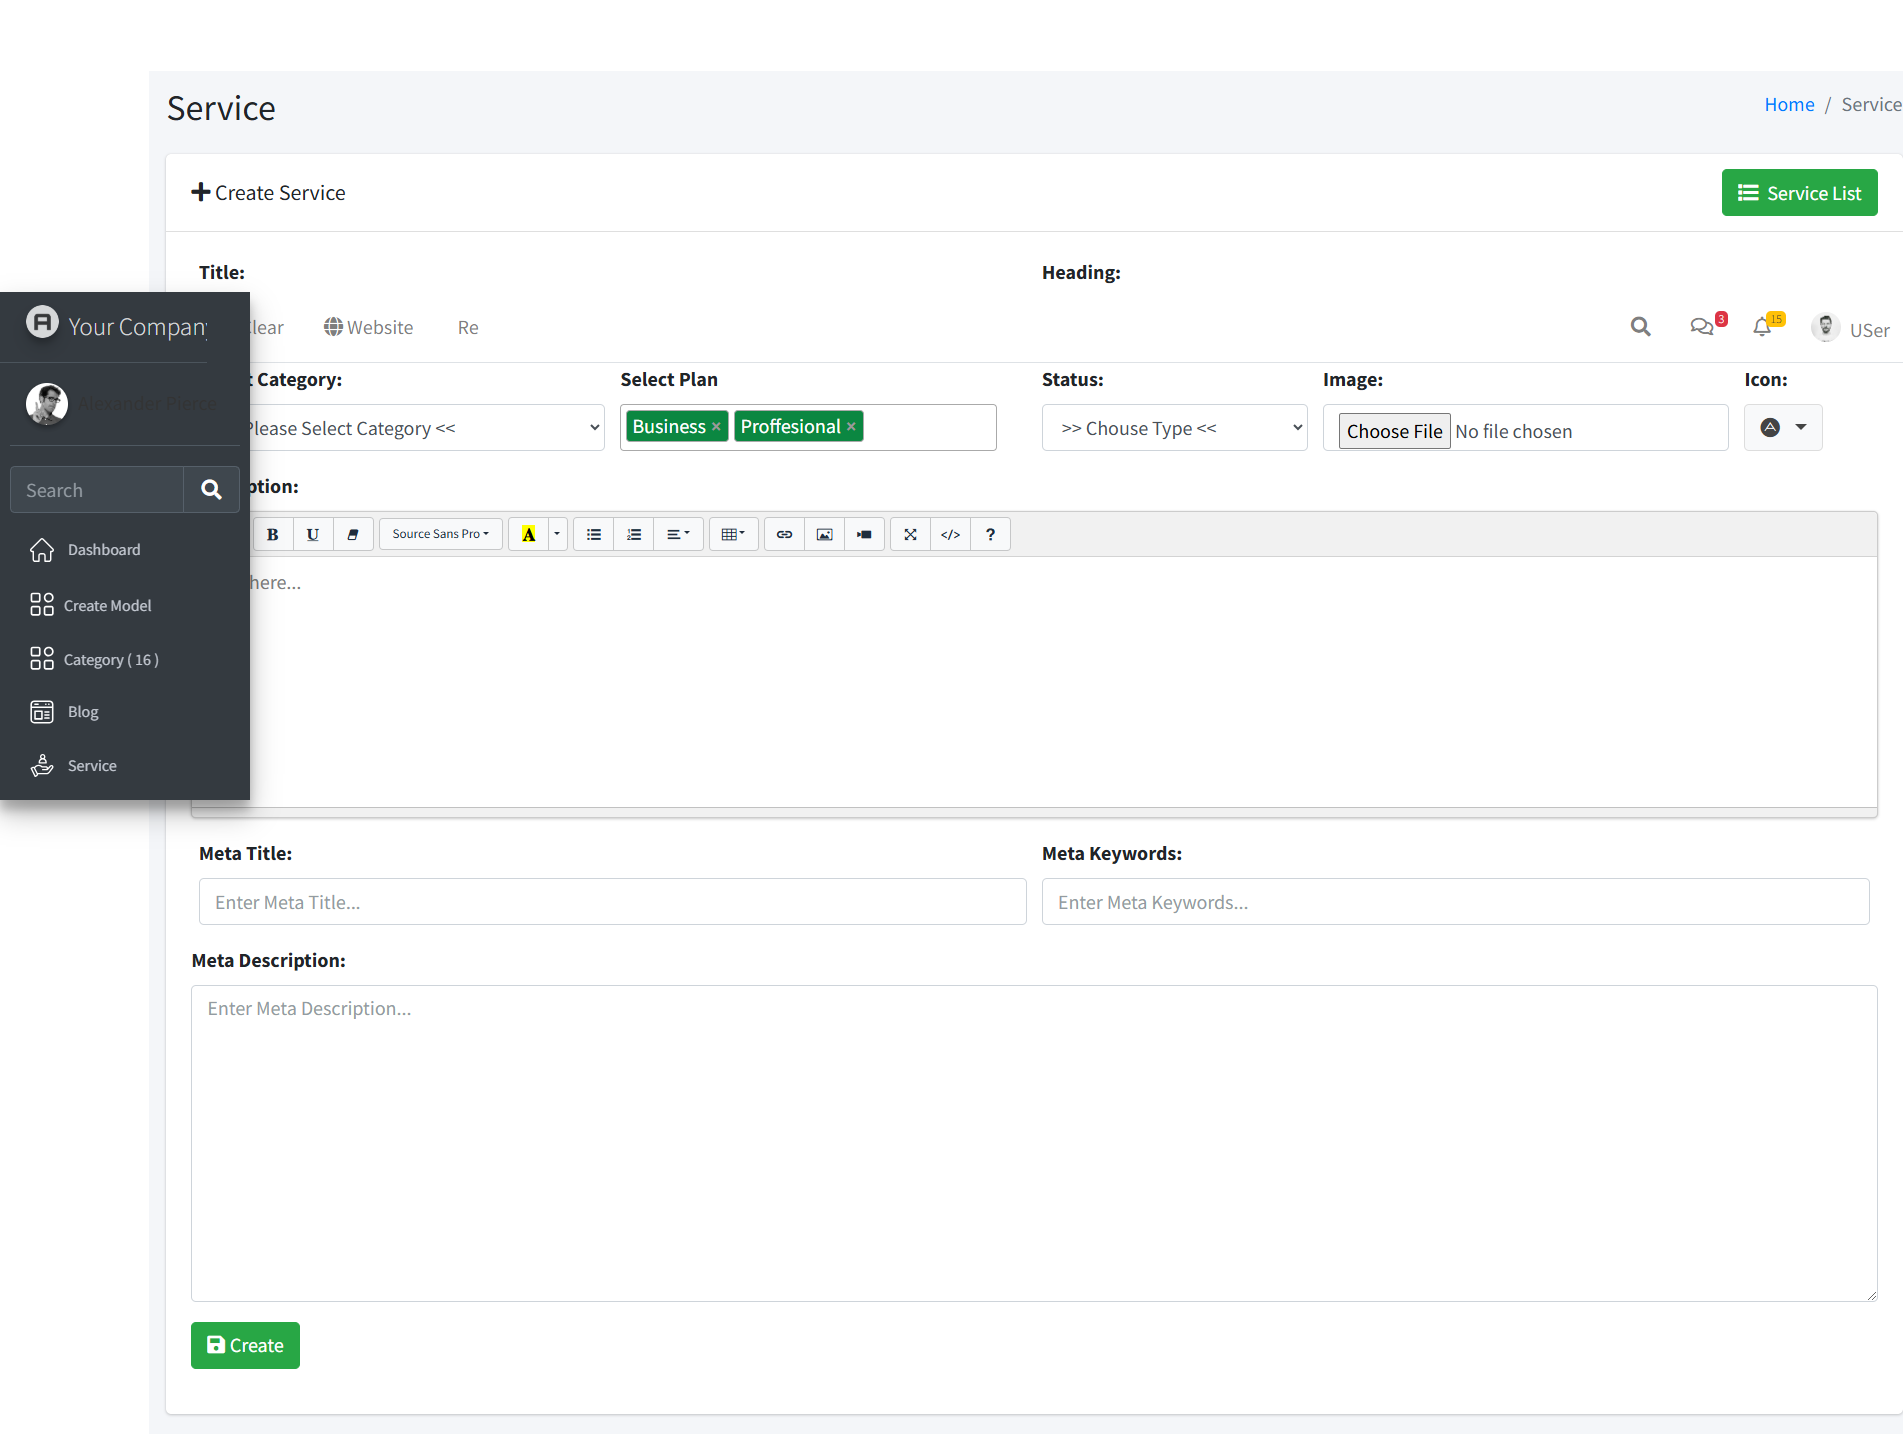 Service
Home / Service
Create Service
Service List
Title:
Heading:
Your Company
lear
Website
Re
3
15
USer
Category:
Select Plan
Status:
Image:
Icon:
Alexander Pierce
Please Select Category <<
Business ×
Proffesional ×
>> Chouse Type <<
Choose File No file chosen
ption:
Search
B
U
Source Sans Pro
A
</>
?
here...
Dashboard
Create Model
Category ( 16 )
Blog
Service
Meta Title:
Meta Keywords:
Enter Meta Title...
Enter Meta Keywords...
Meta Description:
Enter Meta Description...
Create